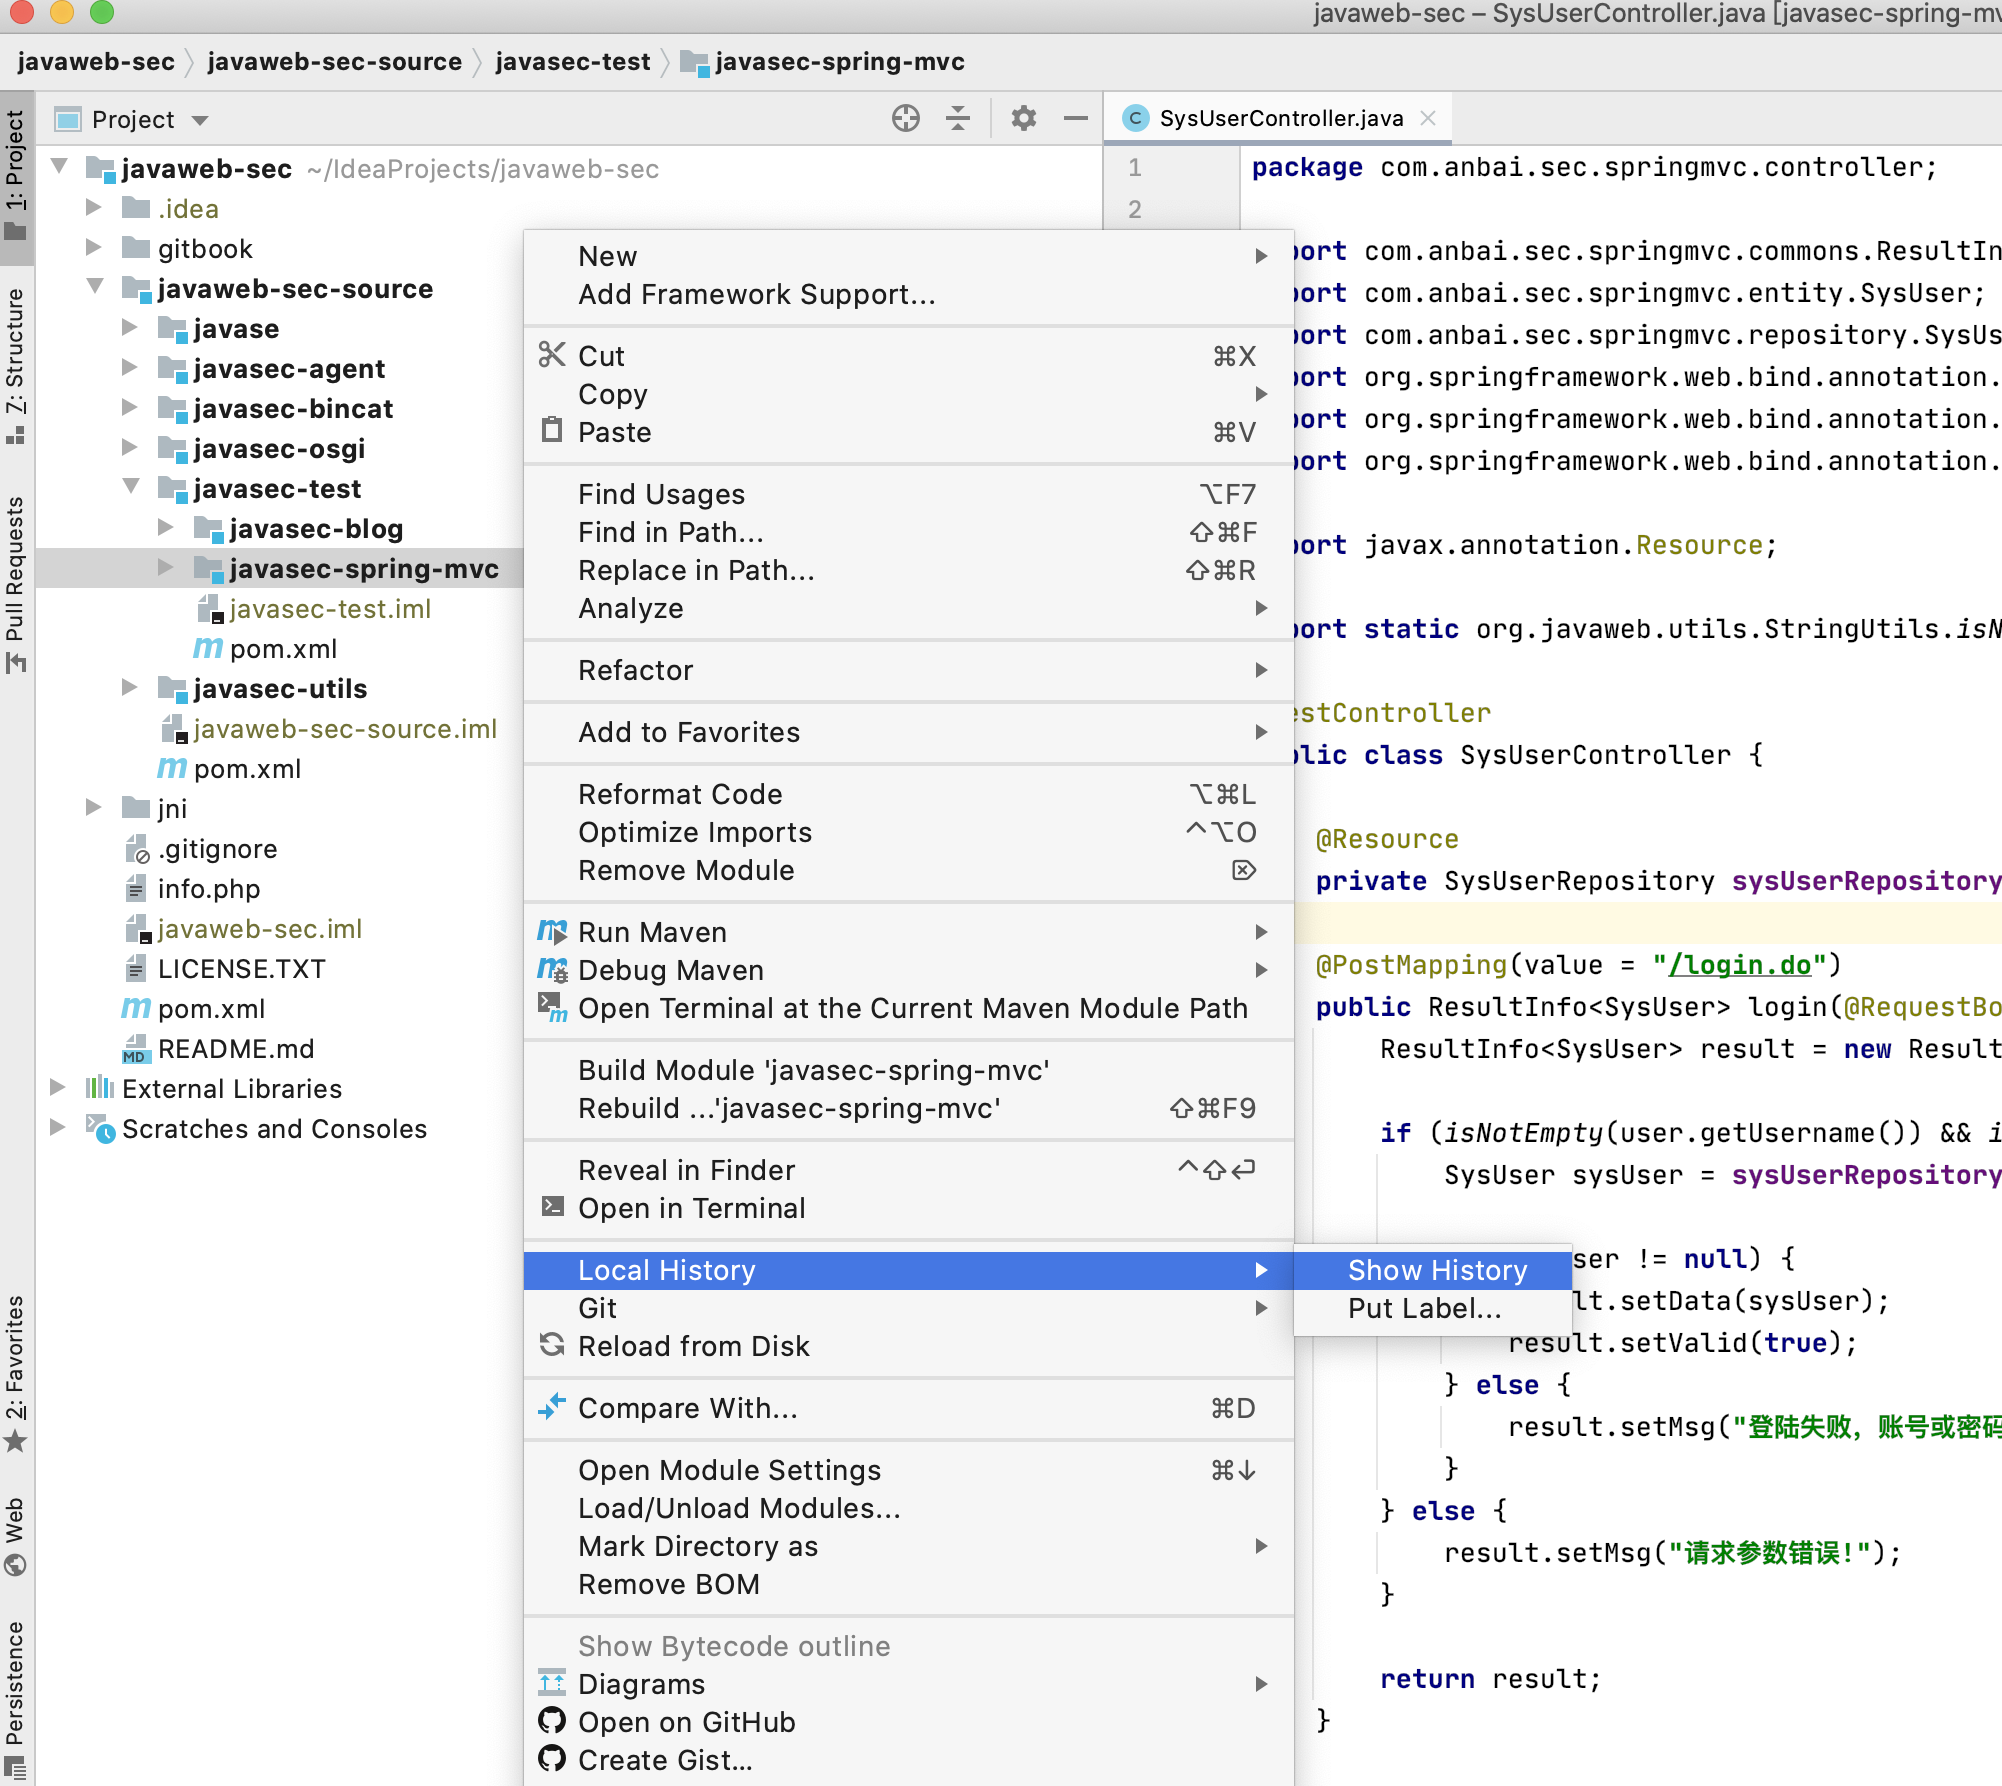 javaweb-sec – SysUserController.java [javasec-spring-mv
javaweb-sec javaweb-sec-source javasec-test javasec-spring-mvc
1: Project
7: Structure
Pull Requests
2: Favorites
Web
Persistence
Project
javaweb-sec ~/IdeaProjects/javaweb-sec
.idea
gitbook
javaweb-sec-source
javase
javasec-agent
javasec-bincat
javasec-osgi
javasec-test
javasec-blog
javasec-spring-mvc
javasec-test.iml
m pom.xml
javasec-utils
javaweb-sec-source.iml
m pom.xml
jni
.gitignore
info.php
javaweb-sec.iml
LICENSE.TXT
m pom.xml
MD README.md
External Libraries
Scratches and Consoles
New
Add Framework Support...
Cut ⌘X
Copy
Paste ⌘V
Find Usages ⌥F7
Find in Path... ⇧⌘F
Replace in Path... ⇧⌘R
Analyze
Refactor
Add to Favorites
Reformat Code ⌥⌘L
Optimize Imports ^⌥O
Remove Module ⌦
Run Maven
Debug Maven
Open Terminal at the Current Maven Module Path
Build Module 'javasec-spring-mvc'
Rebuild ...'javasec-spring-mvc' ⇧⌘F9
Reveal in Finder ^⇧↩
Open in Terminal
Local History
Git
Reload from Disk
Compare With... ⌘D
Open Module Settings ⌘↓
Load/Unload Modules...
Mark Directory as
Remove BOM
Show Bytecode outline
Diagrams
Open on GitHub
Create Gist...
Show History
Put Label...
C SysUserController.java
1 package com.anbai.sec.springmvc.controller;
2
port com.anbai.sec.springmvc.commons.ResultIn
port com.anbai.sec.springmvc.entity.SysUser;
port com.anbai.sec.springmvc.repository.SysUs
port org.springframework.web.bind.annotation.
port org.springframework.web.bind.annotation.
port org.springframework.web.bind.annotation.
port javax.annotation.Resource;
port static org.javaweb.utils.StringUtils.isN
estController
lic class SysUserController {
@Resource
private SysUserRepository sysUserRepository
@PostMapping(value = "/login.do")
public ResultInfo<SysUser> login(@RequestBo
ResultInfo<SysUser> result = new Result
if (isNotEmpty(user.getUsername()) && i
SysUser sysUser = sysUserRepository
ser != null) {
lt.setData(sysUser);
result.setValid(true);
} else {
result.setMsg("登陆失败，账号或密码
}
} else {
result.setMsg("请求参数错误!");
}
return result;
}